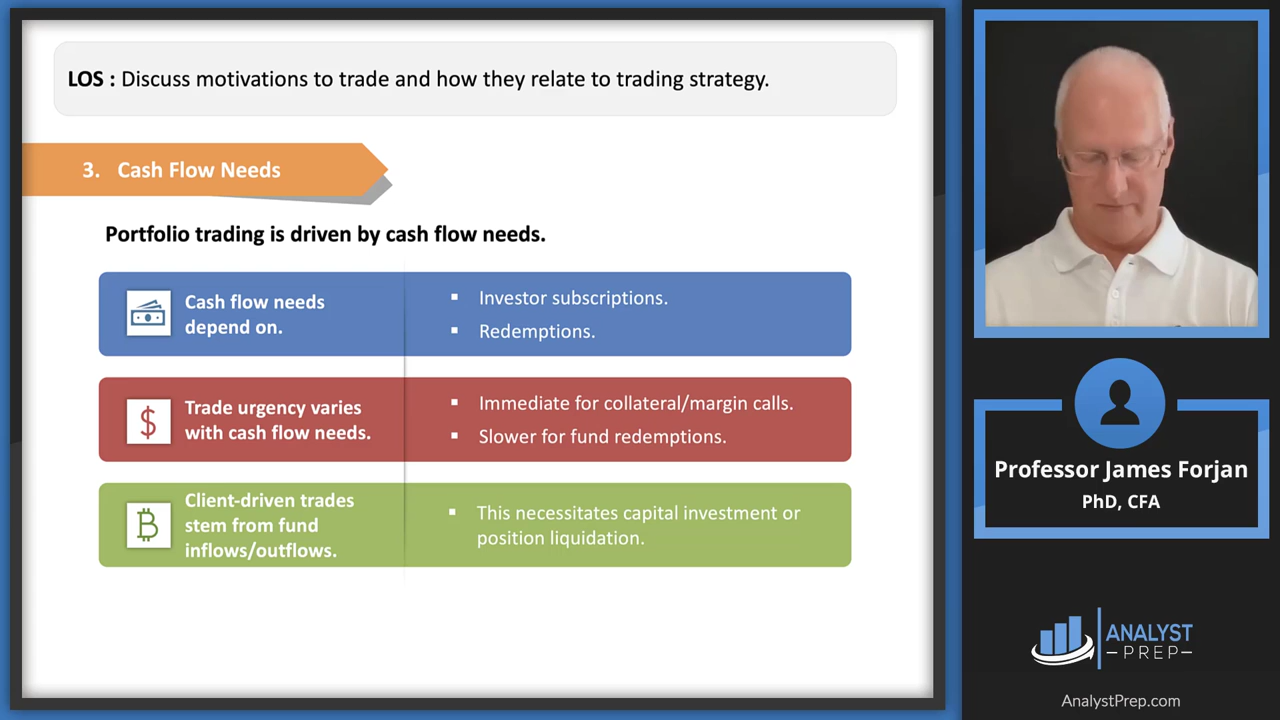 LOS : Discuss motivations to trade and how they relate to trading strategy.
3. Cash Flow Needs
Portfolio trading is driven by cash flow needs.
Cash flow needs
depend on.
▪ Investor subscriptions.
▪ Redemptions.
Trade urgency varies
with cash flow needs.
▪ Immediate for collateral/margin calls.
▪ Slower for fund redemptions.
Client-driven trades
stem from fund
inflows/outflows.
▪ This necessitates capital investment or
position liquidation.
Professor James Forjan
PhD, CFA
ANALYST
PREP
AnalystPrep.com